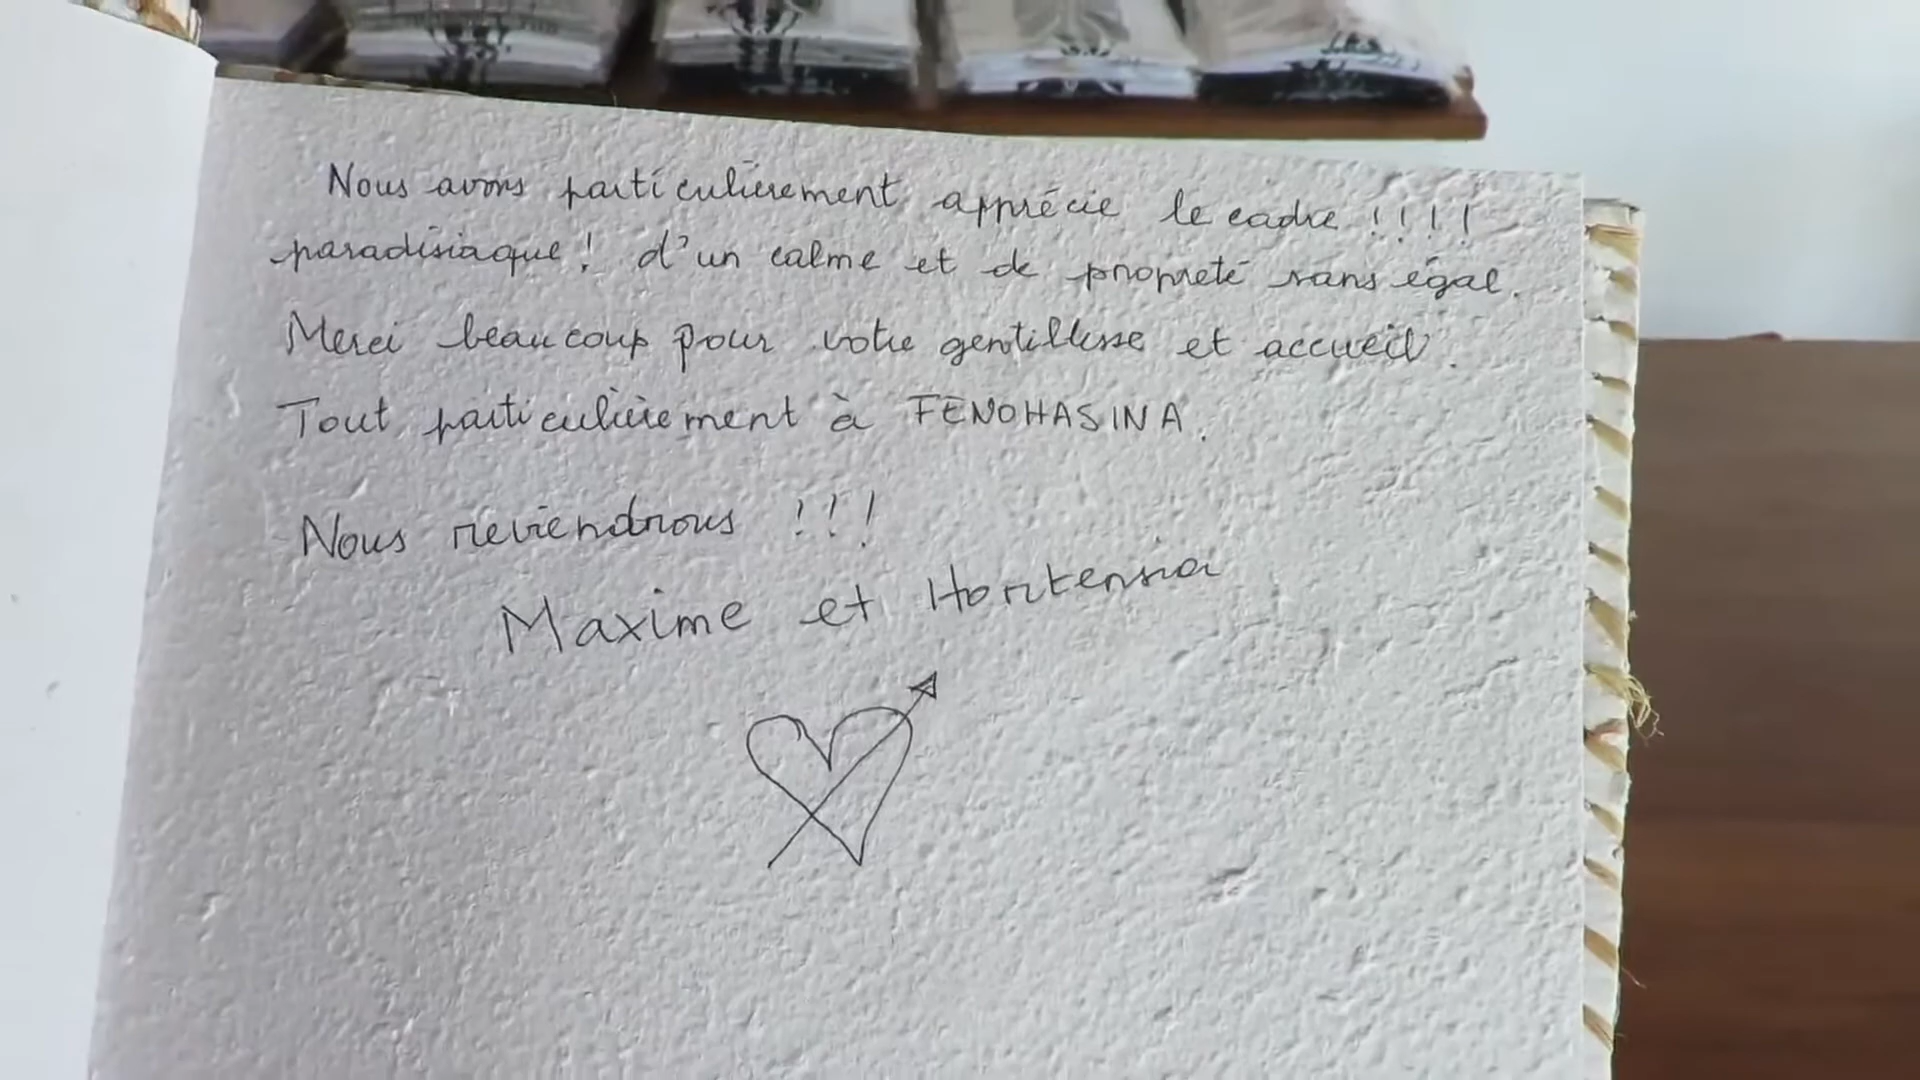 Nous avons particulièrement apprécie le cadre !!!!
paradisiaque ! d'un calme et de propreté sans égal.
Merci beaucoup pour votre gentillesse et accueil.
Tout particulièrement à FENOHASINA.
Nous reviendrons !!!
Maxime et Hortensia